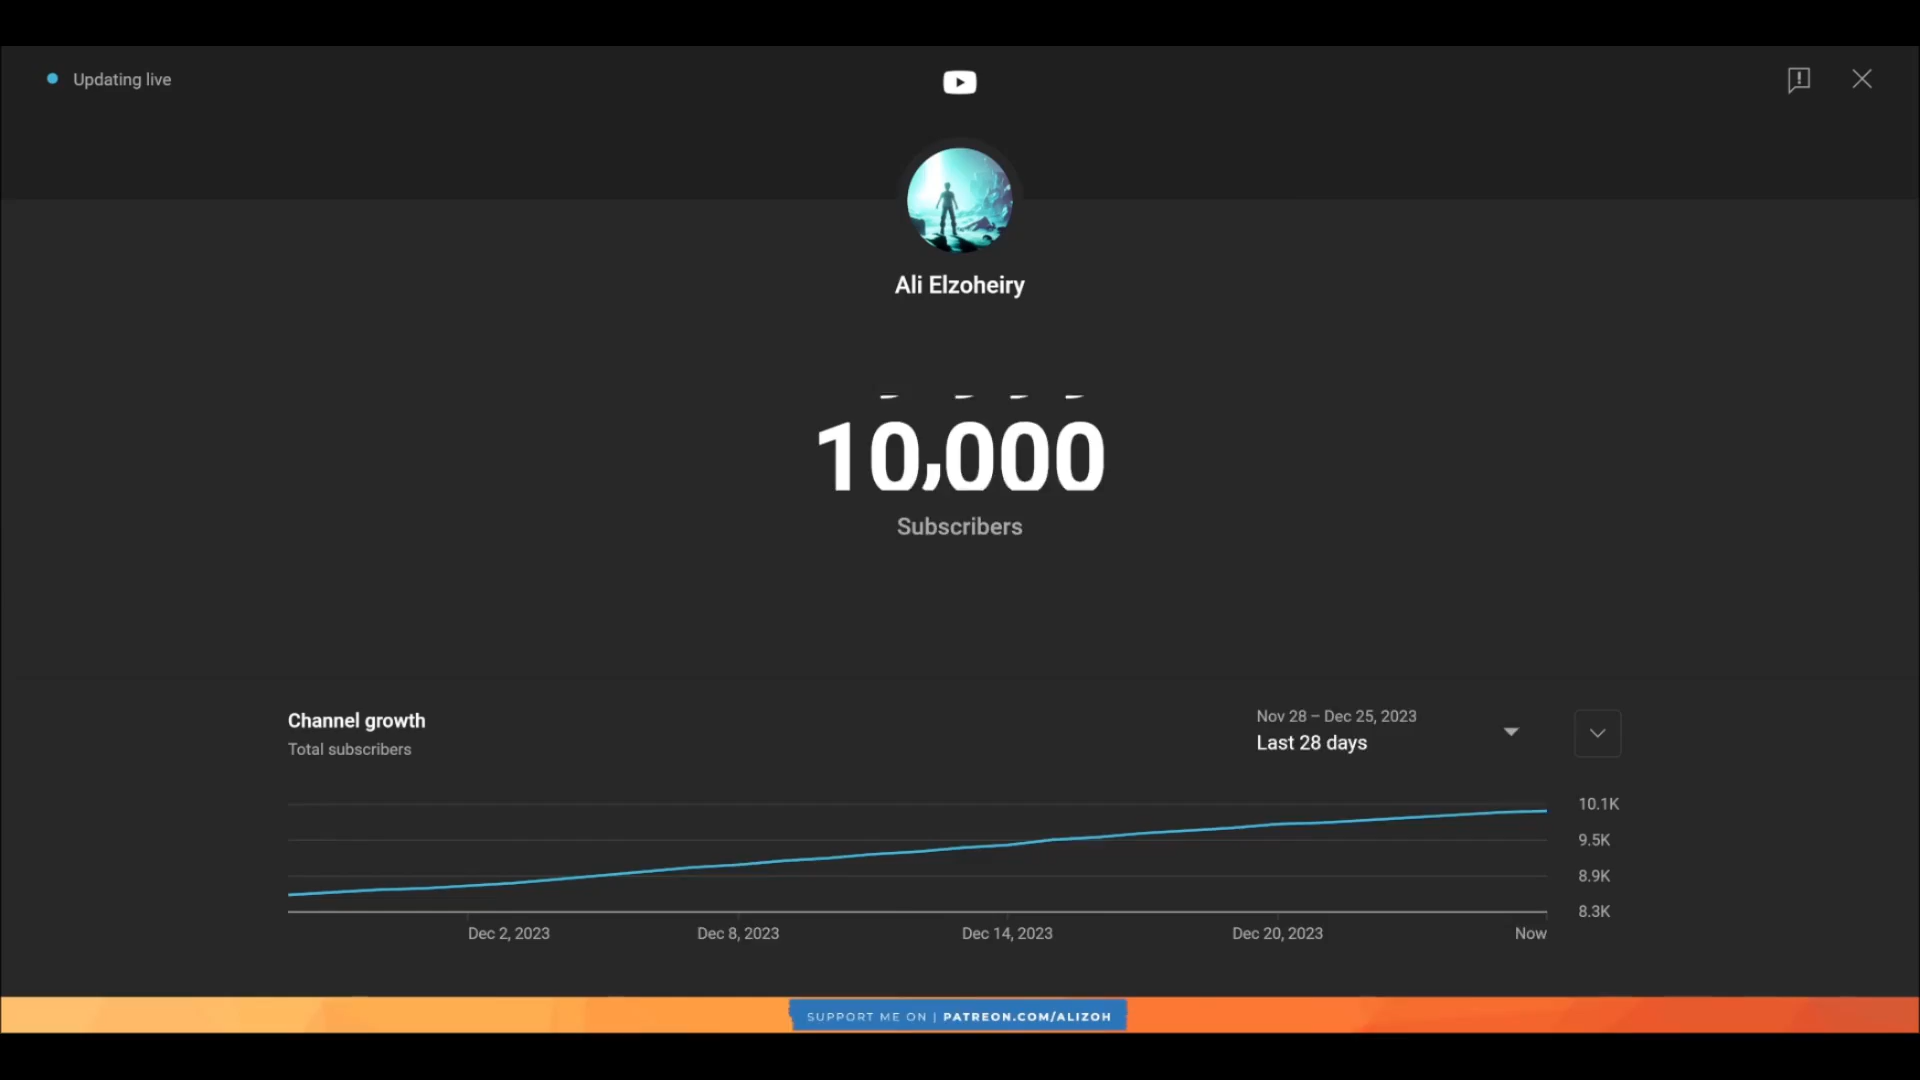 Updating live
Ali Elzoheiry
10,000
Subscribers
Channel growth
Total subscribers
Nov 28 – Dec 25, 2023
Last 28 days
10.1K
9.5K
8.9K
8.3K
Dec 2, 2023 Dec 8, 2023 Dec 14, 2023 Dec 20, 2023 Now
SUPPORT ME ON | PATREON.COM/ALIZOH